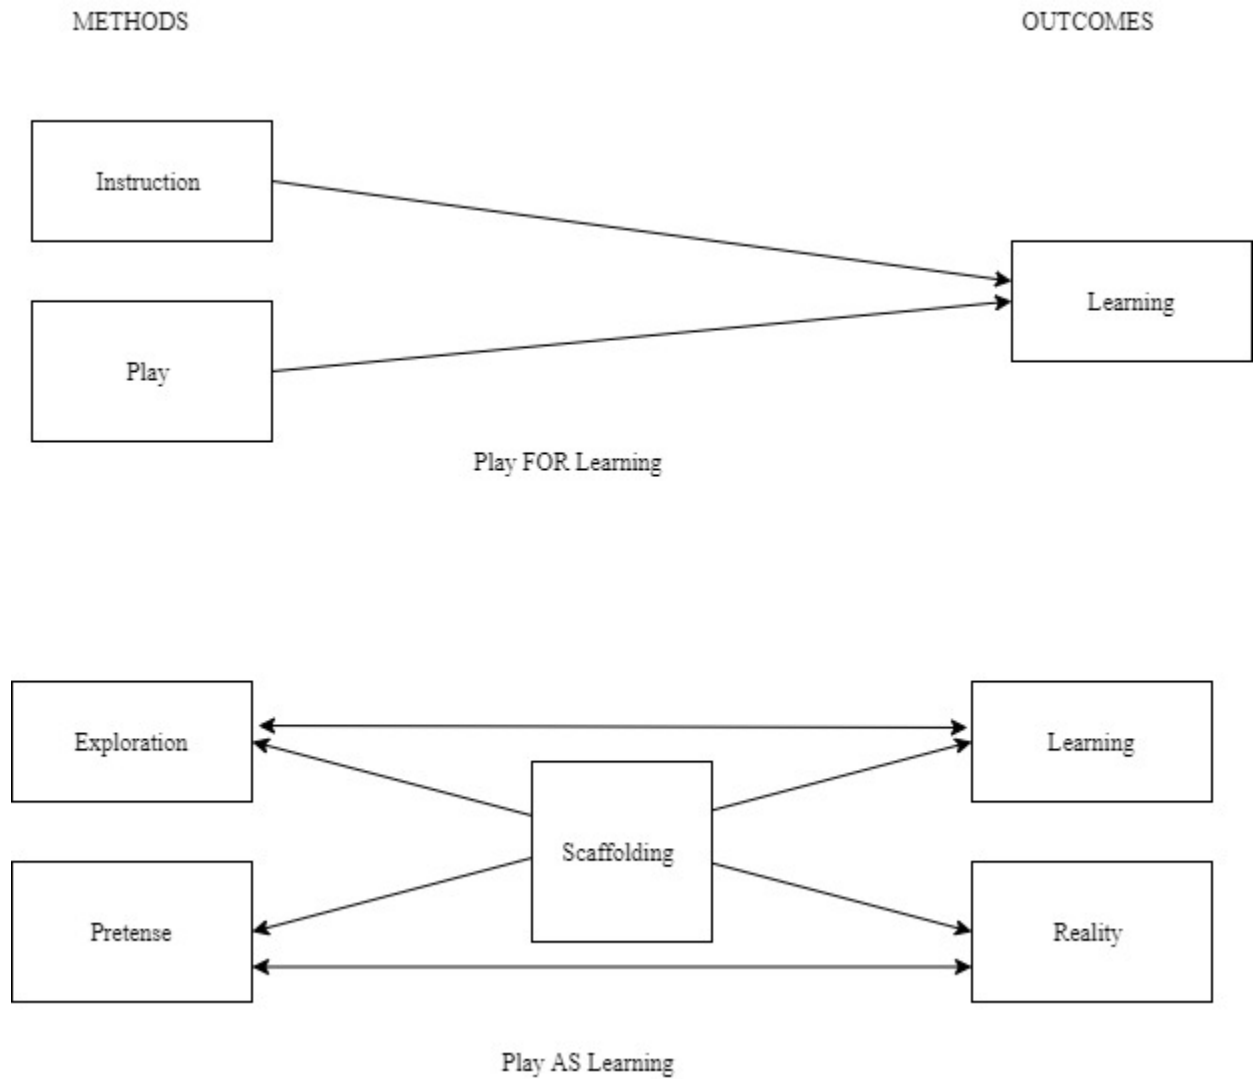 METHODS
OUTCOMES
Instruction
Learning
Play
Play FOR Learning
Exploration
Learning
Scaffolding
Pretense
Reality
Play AS Learning